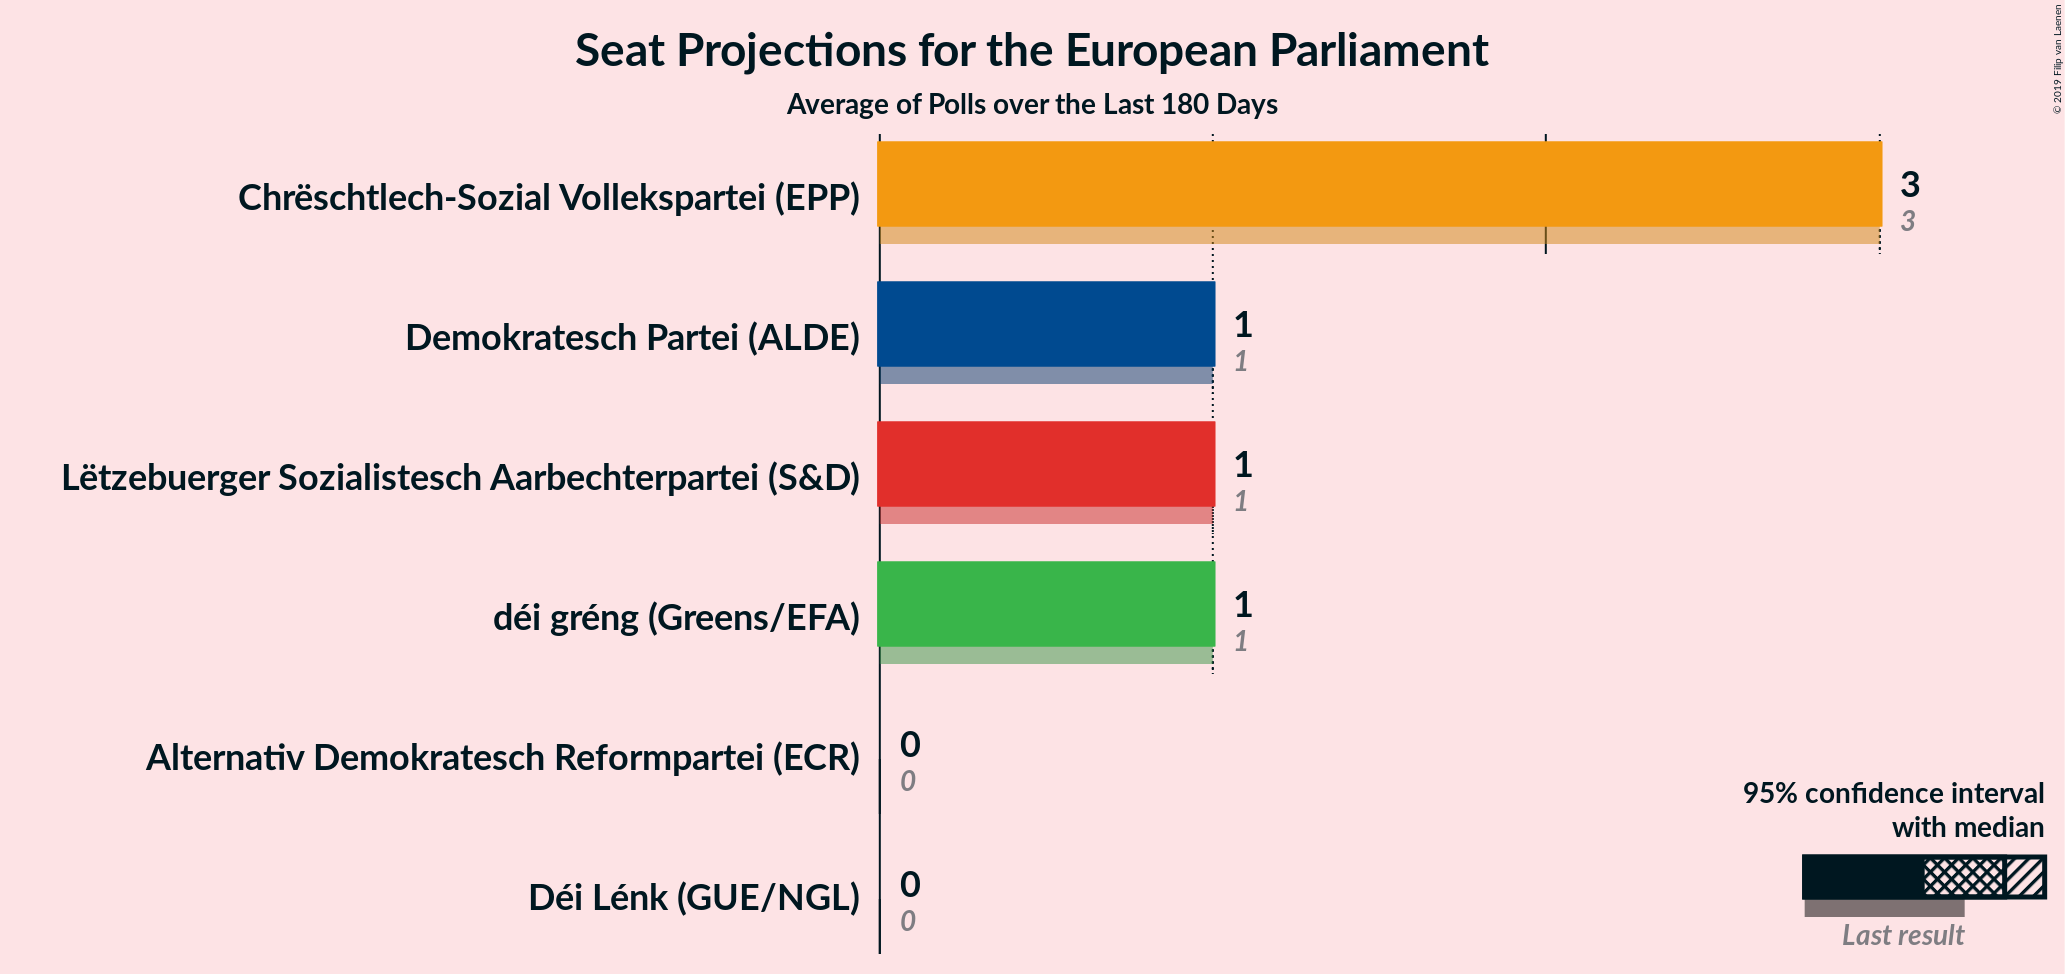 Seat Projections for the European Parliament
Average of Polls over the Last 180 Days
© 2019 Filip van Laenen
Chrëschtlech-Sozial Vollekspartei (EPP)
3
3
Demokratesch Partei (ALDE)
1
1
Lëtzebuerger Sozialistesch Aarbechterpartei (S&D)
1
1
déi gréng (Greens/EFA)
1
1
Alternativ Demokratesch Reformpartei (ECR)
0
0
Déi Lénk (GUE/NGL)
0
0
95% confidence interval
with median
Last result